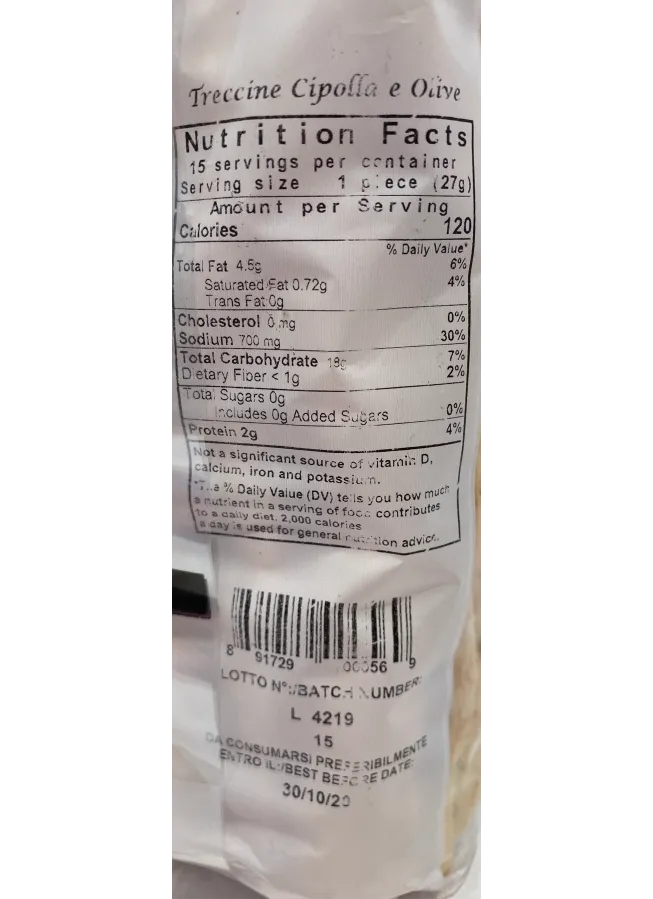 Treccine Cipolla e Olive
Nutrition Facts
15 servings per container
Serving size 1 piece (27g)
Amount per Serving
Calories 120
% Daily Value*
Total Fat 4.5g 6%
Saturated Fat 0.72g 4%
Trans Fat 0g
Cholesterol 0 mg 0%
Sodium 700 mg 30%
Total Carbohydrate 18g 7%
Dietary Fiber < 1g 2%
Total Sugars 0g
Includes 0g Added Sugars 0%
Protein 2g 4%
Not a significant source of vitamin D,
calcium, iron and potassium.
*The % Daily Value (DV) tells you how much
a nutrient in a serving of food contributes
to a daily diet. 2,000 calories
a day is used for general nutrition advice.
8 91729 00056 9
LOTTO N°:/BATCH NUMBER:
L 4219
15
DA CONSUMARSI PREFERIBILMENTE
ENTRO IL:/BEST BEFORE DATE: